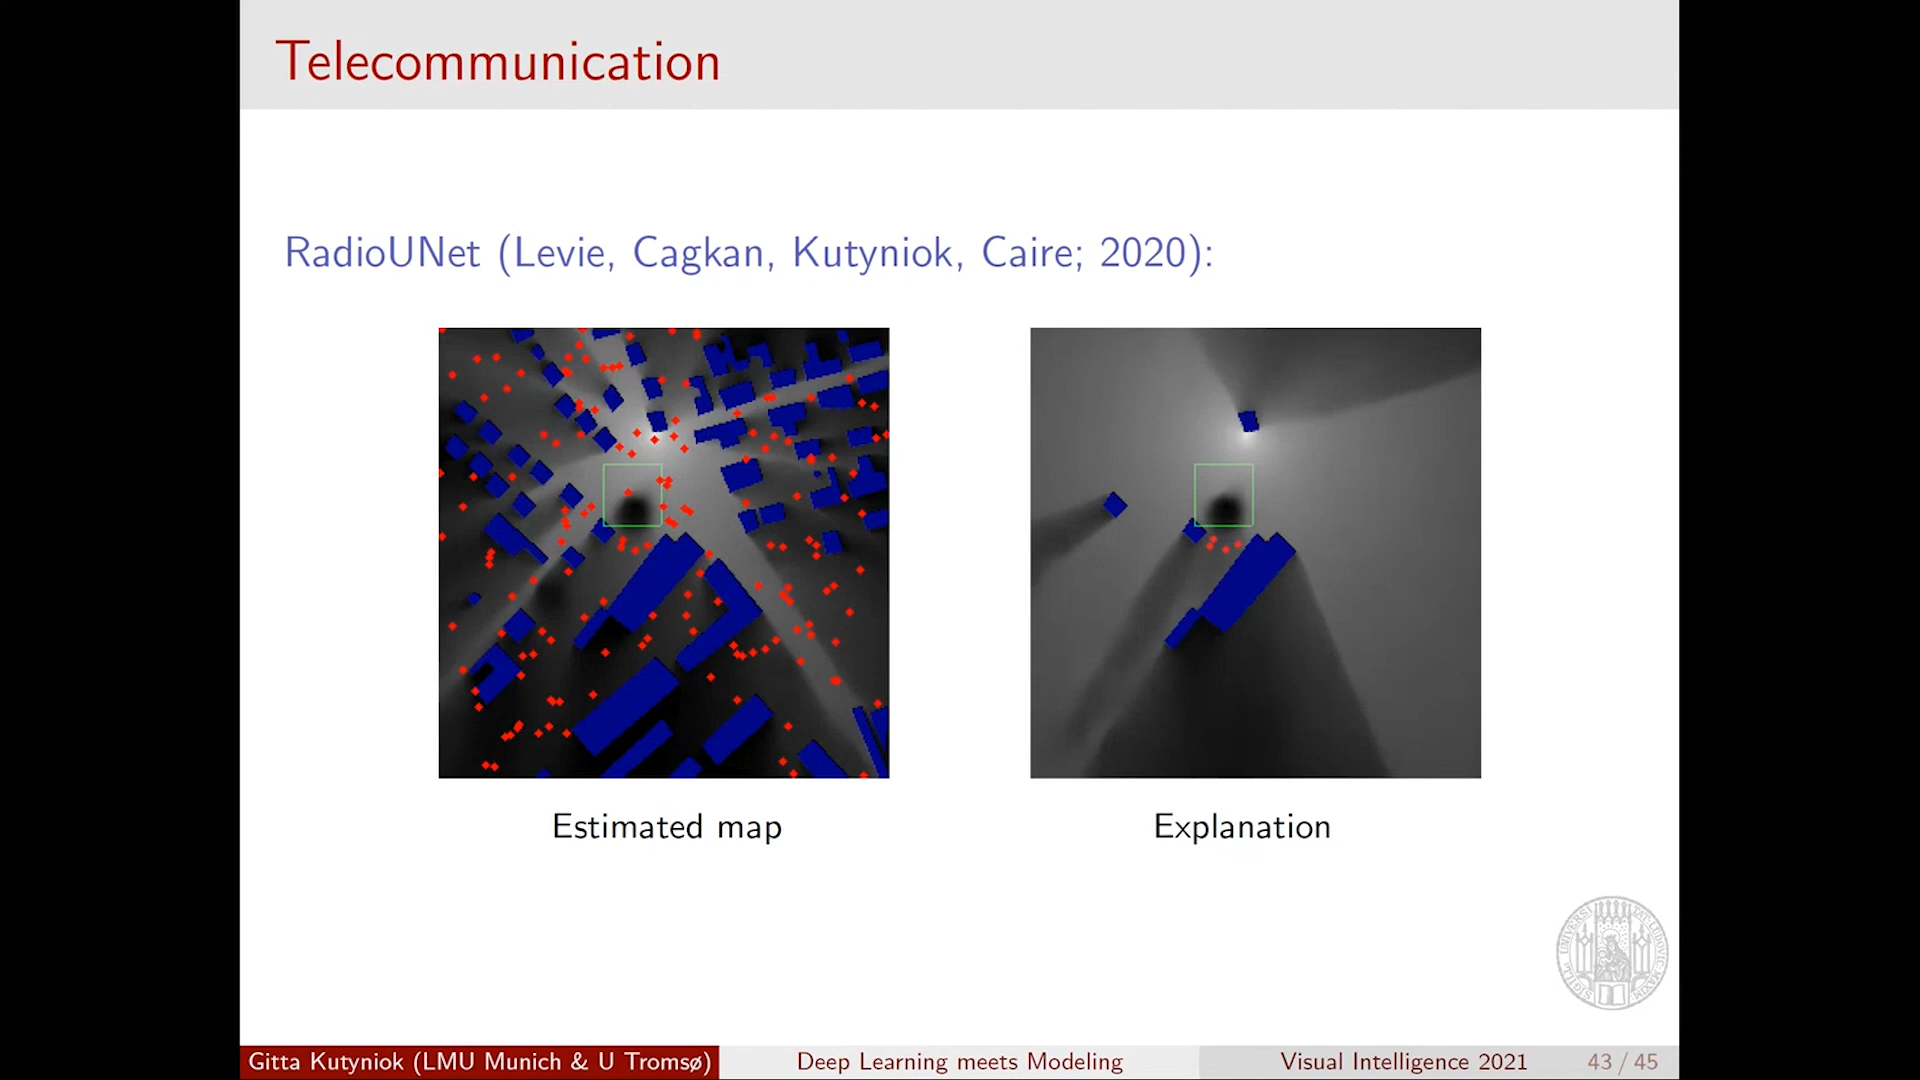 Telecommunication
RadioUNet (Levie, Cagkan, Kutyniok, Caire; 2020):
Estimated map
Explanation
Gitta Kutyniok (LMU Munich & U Tromsø)
Deep Learning meets Modeling
Visual Intelligence 2021
43 / 45